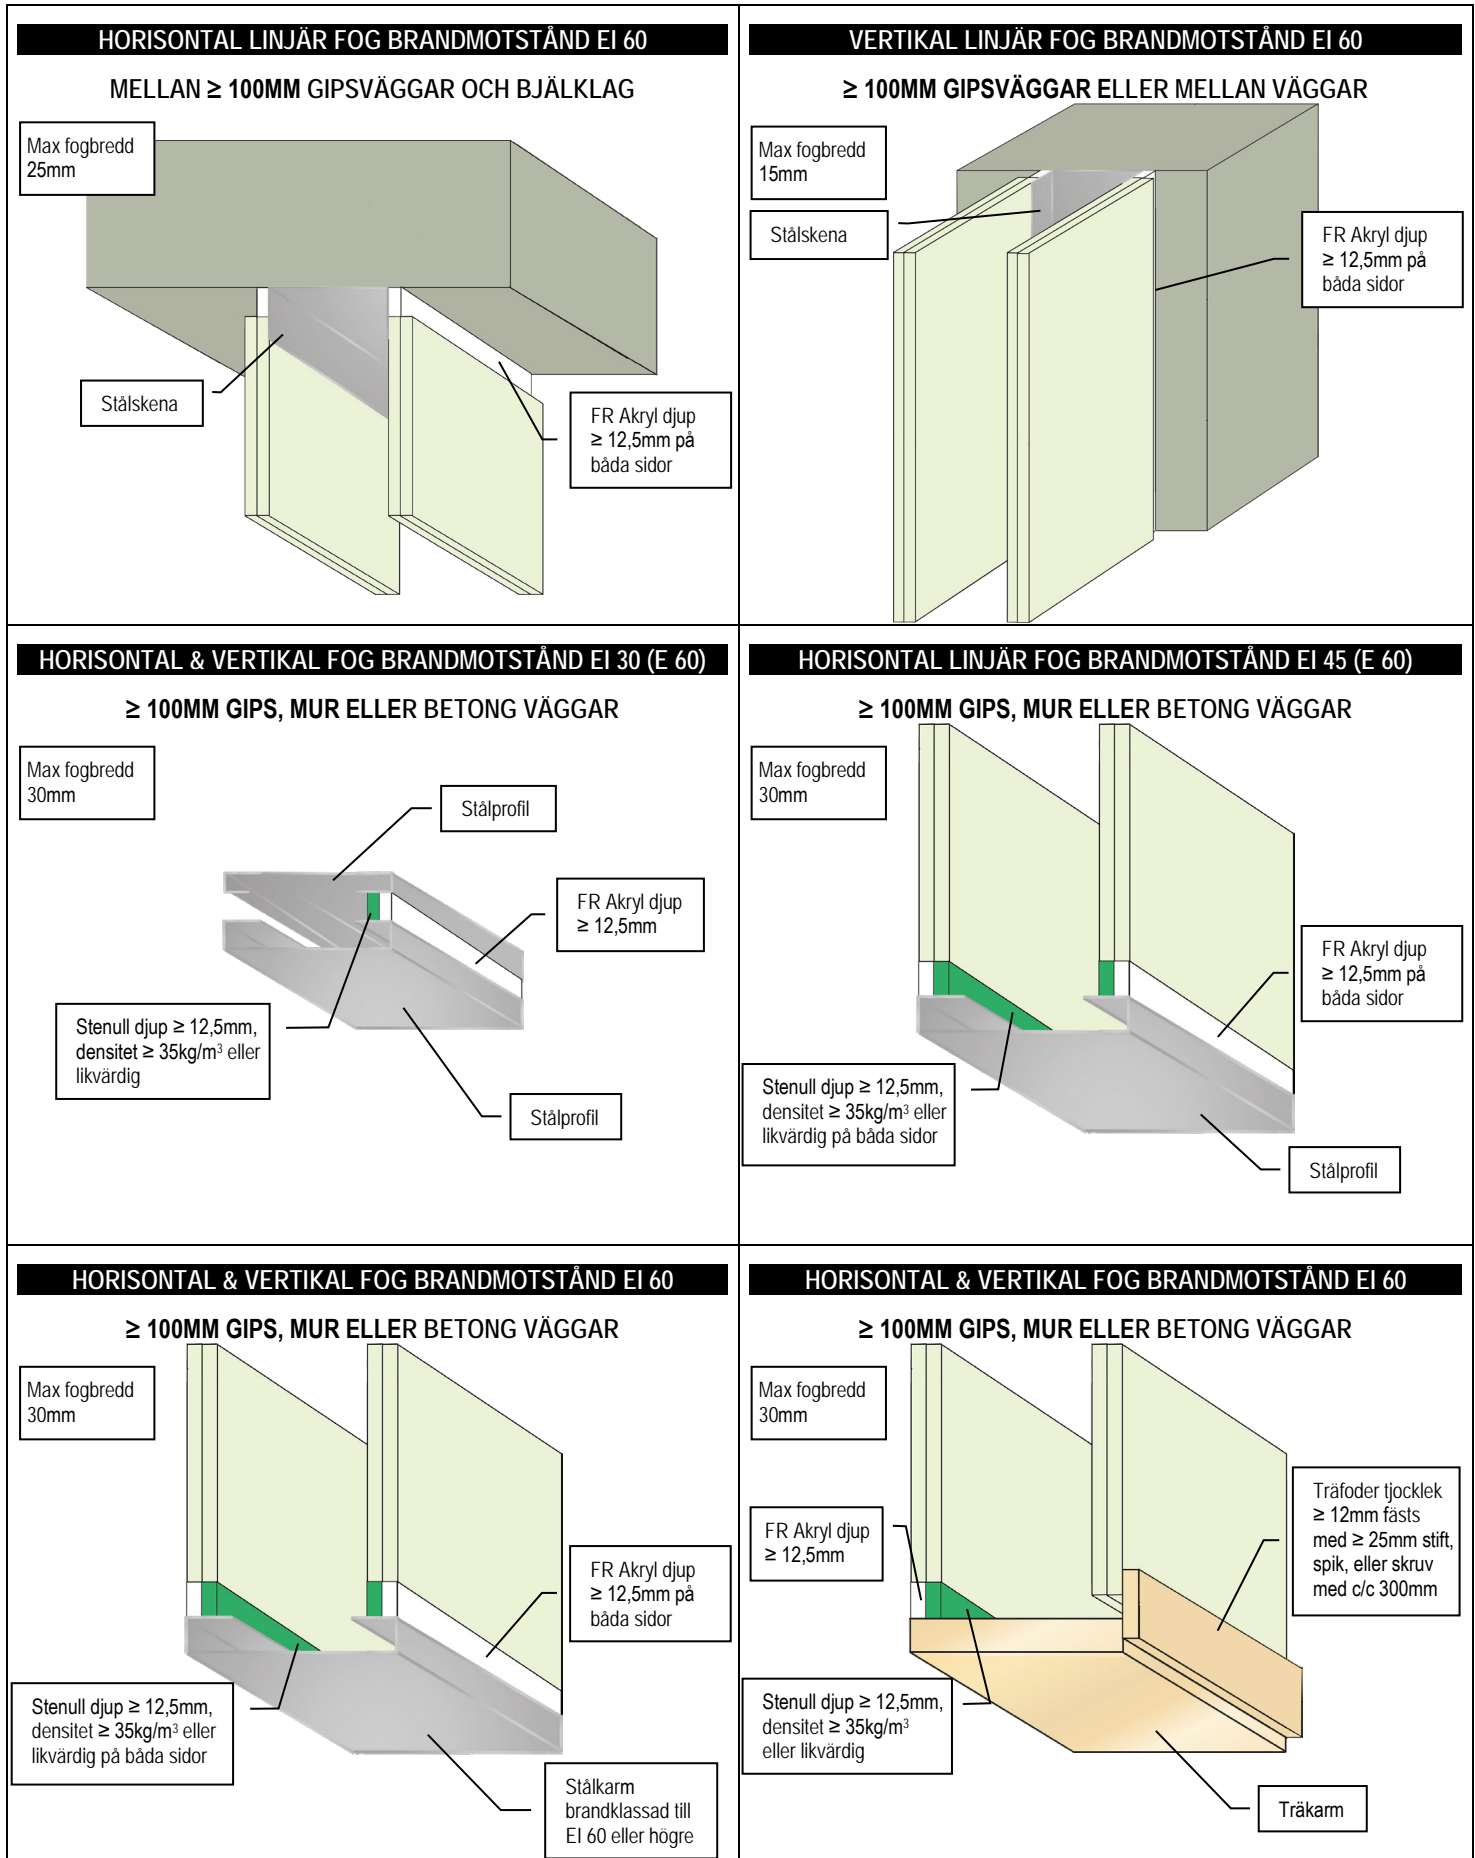 HORISONTAL LINJÄR FOG BRANDMOTSTÅND EI 60
MELLAN ≥ 100MM GIPSVÄGGAR OCH BJÄLKLAG
Max fogbredd
25mm
Stålskena
FR Akryl djup
≥ 12,5mm på
båda sidor
VERTIKAL LINJÄR FOG BRANDMOTSTÅND EI 60
≥ 100MM GIPSVÄGGAR ELLER MELLAN VÄGGAR
Max fogbredd
15mm
Stålskena
FR Akryl djup
≥ 12,5mm på
båda sidor
HORISONTAL & VERTIKAL FOG BRANDMOTSTÅND EI 30 (E 60)
≥ 100MM GIPS, MUR ELLER BETONG VÄGGAR
Max fogbredd
30mm
Stålprofil
FR Akryl djup
≥ 12,5mm
Stenull djup ≥ 12,5mm,
densitet ≥ 35kg/m³ eller
likvärdig
Stålprofil
HORISONTAL LINJÄR FOG BRANDMOTSTÅND EI 45 (E 60)
≥ 100MM GIPS, MUR ELLER BETONG VÄGGAR
Max fogbredd
30mm
FR Akryl djup
≥ 12,5mm på
båda sidor
Stenull djup ≥ 12,5mm,
densitet ≥ 35kg/m³ eller
likvärdig på båda sidor
Stålprofil
HORISONTAL & VERTIKAL FOG BRANDMOTSTÅND EI 60
≥ 100MM GIPS, MUR ELLER BETONG VÄGGAR
Max fogbredd
30mm
FR Akryl djup
≥ 12,5mm på
båda sidor
Stenull djup ≥ 12,5mm,
densitet ≥ 35kg/m³ eller
likvärdig på båda sidor
Stålkarm
brandklassad till
EI 60 eller högre
HORISONTAL & VERTIKAL FOG BRANDMOTSTÅND EI 60
≥ 100MM GIPS, MUR ELLER BETONG VÄGGAR
Max fogbredd
30mm
Träfoder tjocklek
≥ 12mm fästs
med ≥ 25mm stift,
spik, eller skruv
med c/c 300mm
FR Akryl djup
≥ 12,5mm
Stenull djup ≥ 12,5mm,
densitet ≥ 35kg/m³
eller likvärdig
Träkarm